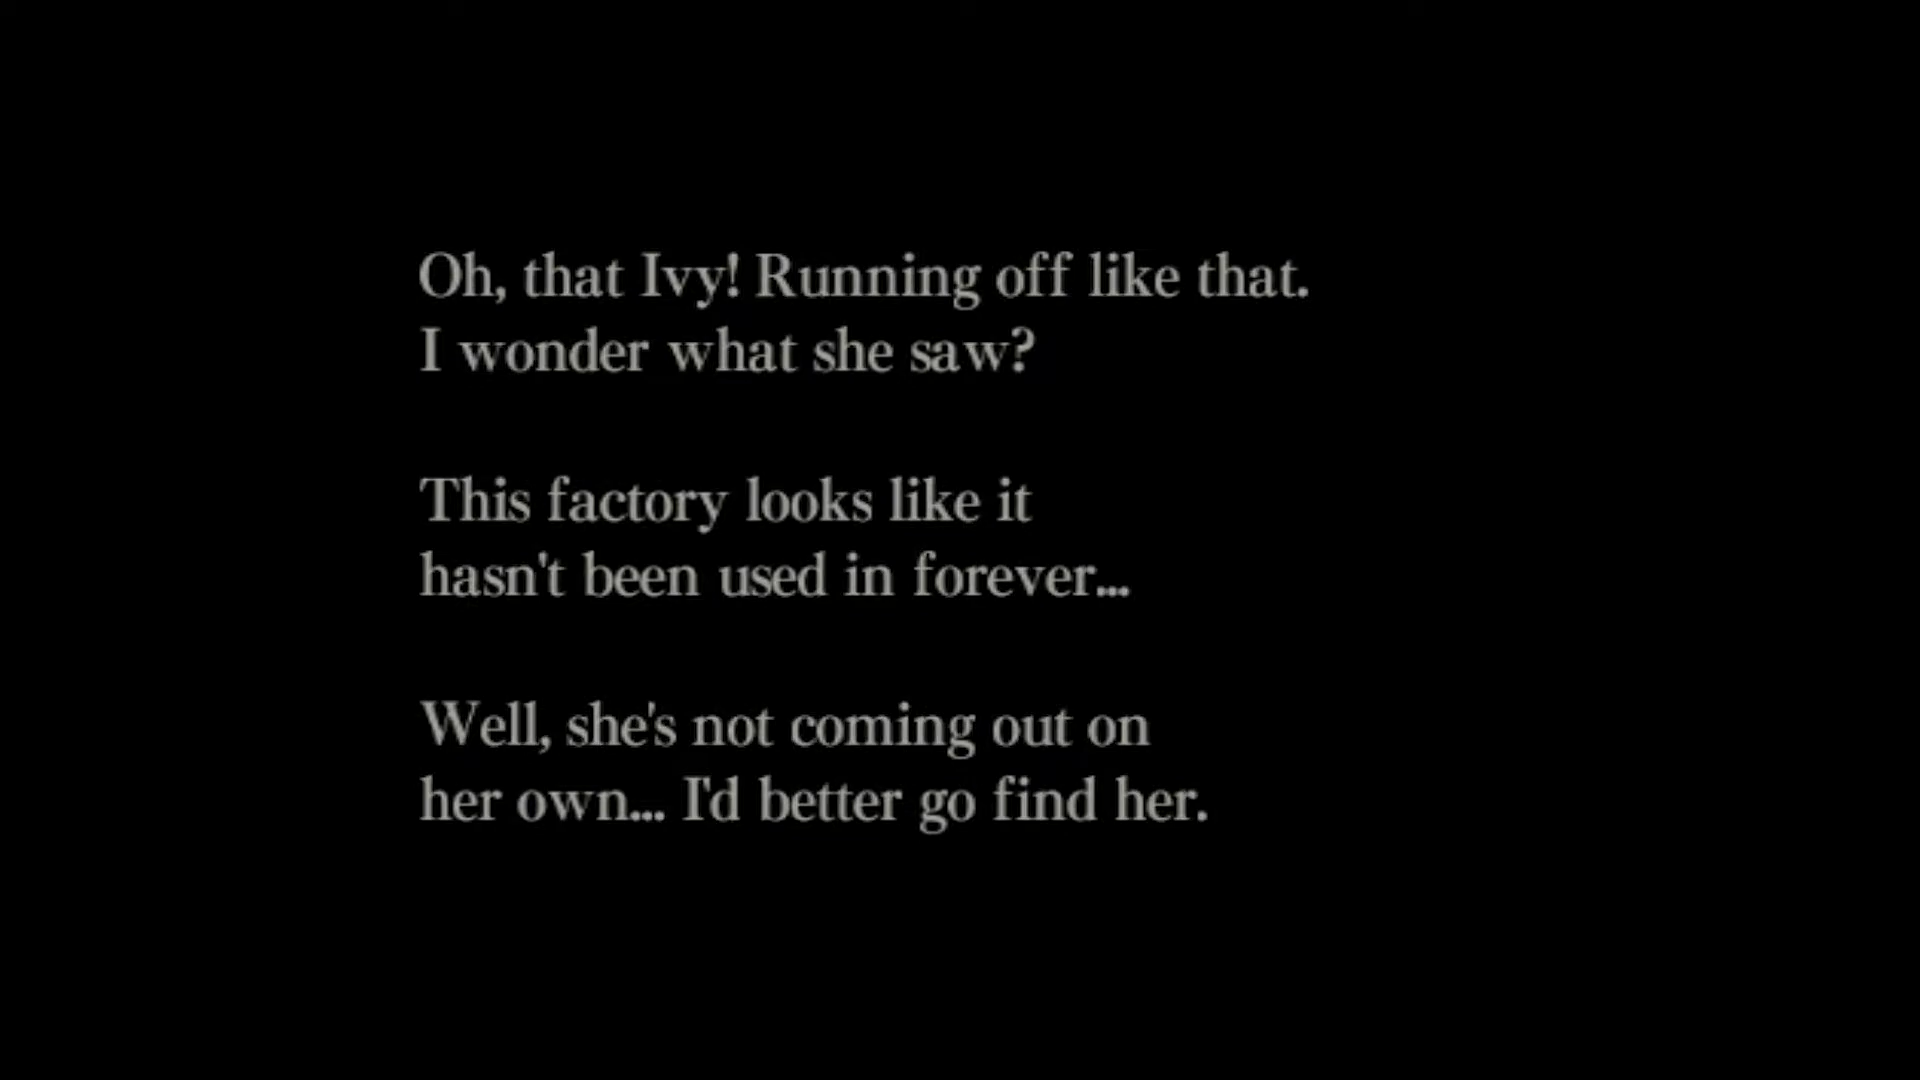 Oh, that Ivy! Running off like that.
I wonder what she saw?
This factory looks like it
hasn't been used in forever...
Well, she's not coming out on
her own... I'd better go find her.